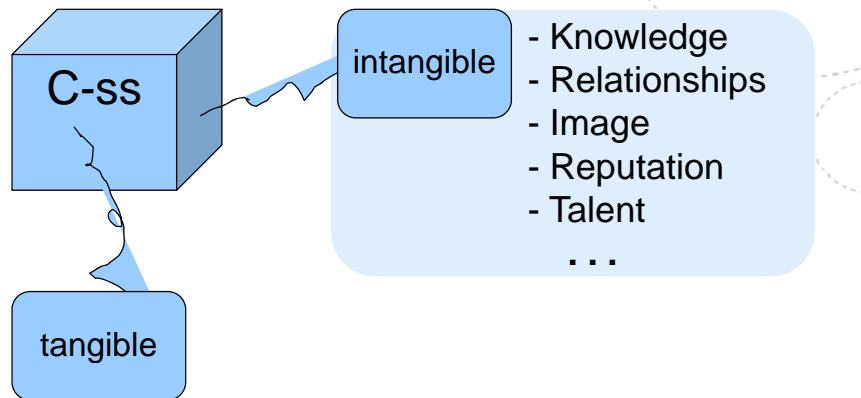 C-ss
intangible
- Knowledge
- Relationships
- Image
- Reputation
- Talent
. . .
tangible